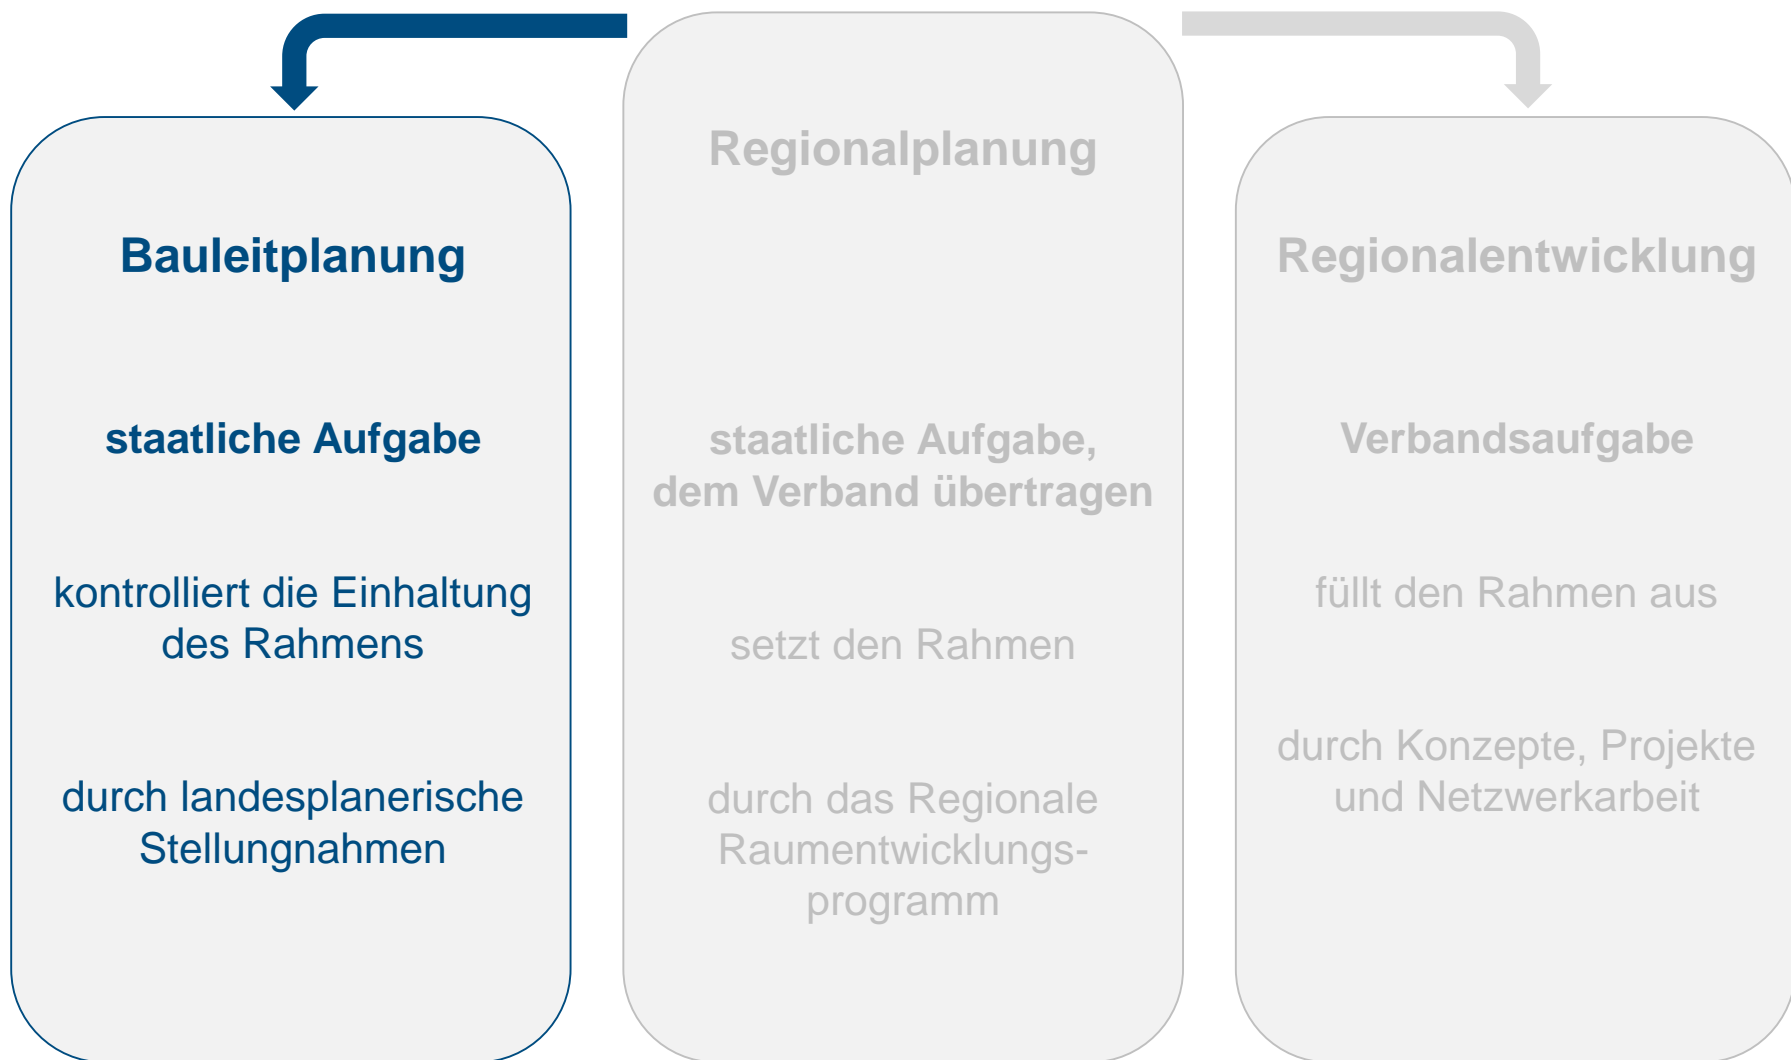 Bauleitplanung
staatliche Aufgabe
kontrolliert die Einhaltung
des Rahmens
durch landesplanerische
Stellungnahmen
Regionalplanung
staatliche Aufgabe,
dem Verband übertragen
setzt den Rahmen
durch das Regionale
Raumentwicklungs-
programm
Regionalentwicklung
Verbandsaufgabe
füllt den Rahmen aus
durch Konzepte, Projekte
und Netzwerkarbeit